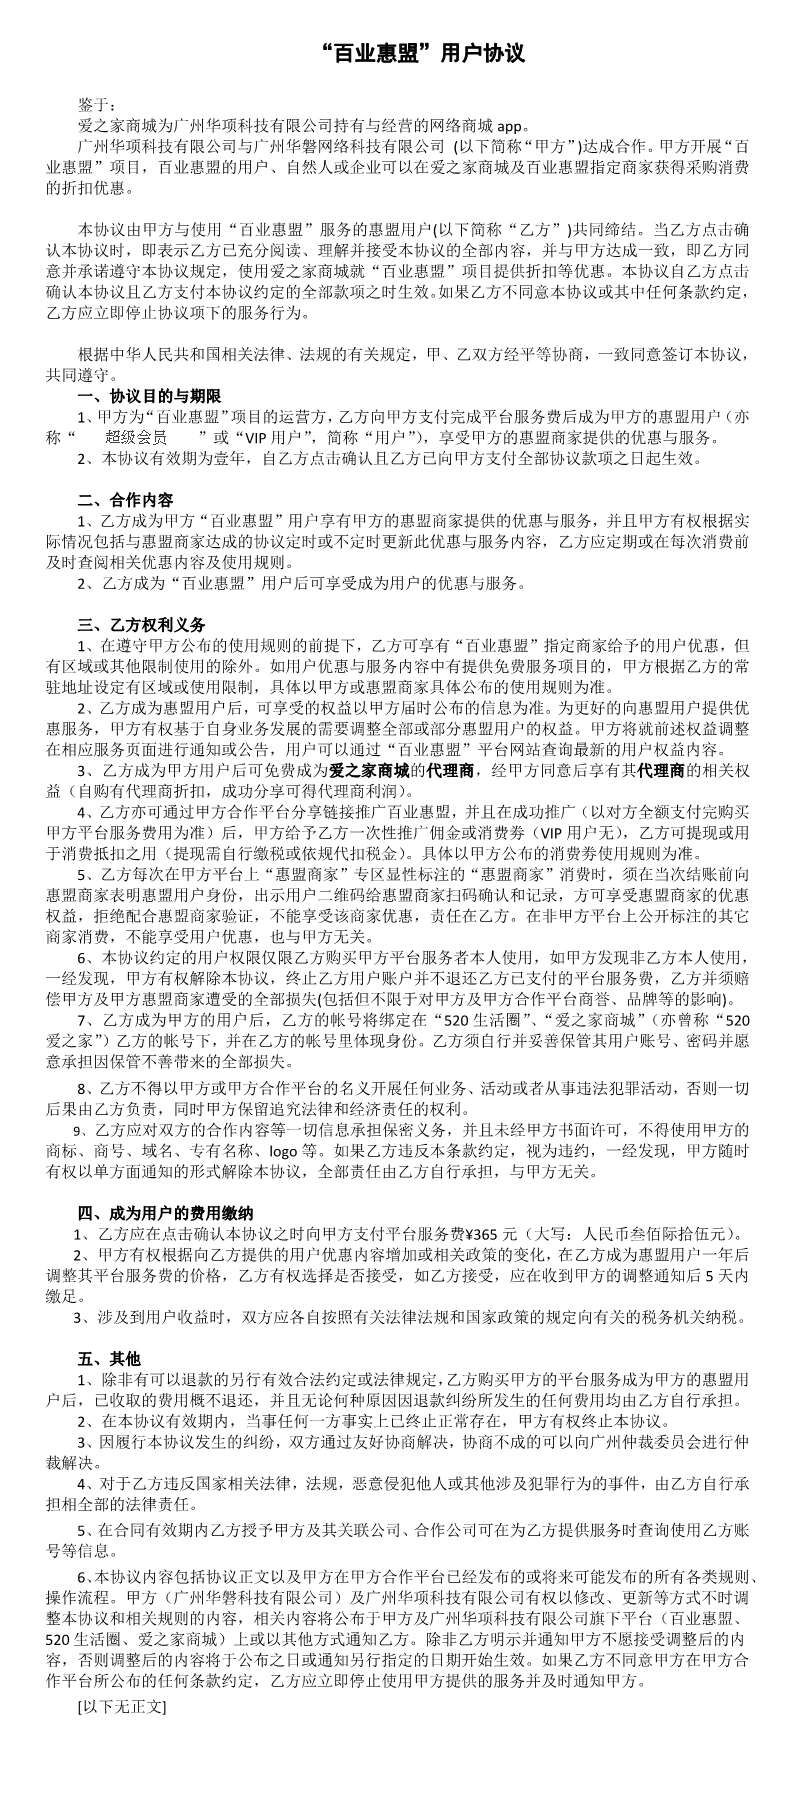 “百业惠盟”用户协议
鉴于：
爱之家商城为广州华项科技有限公司持有与经营的网络商城 app。
广州华项科技有限公司与广州华磐网络科技有限公司 (以下简称“甲方”)达成合作。甲方开展“百
业惠盟”项目，百业惠盟的用户、自然人或企业可以在爱之家商城及百业惠盟指定商家获得采购消费
的折扣优惠。
本协议由甲方与使用“百业惠盟”服务的惠盟用户(以下简称“乙方”)共同缔结。当乙方点击确
认本协议时，即表示乙方已充分阅读、理解并接受本协议的全部内容，并与甲方达成一致，即乙方同
意并承诺遵守本协议规定，使用爱之家商城就“百业惠盟”项目提供折扣等优惠。本协议自乙方点击
确认本协议且乙方支付本协议约定的全部款项之时生效。如果乙方不同意本协议或其中任何条款约定，
乙方应立即停止协议项下的服务行为。
根据中华人民共和国相关法律、法规的有关规定，甲、乙双方经平等协商，一致同意签订本协议，
共同遵守。
一、协议目的与期限
1、甲方为“百业惠盟”项目的运营方，乙方向甲方支付完成平台服务费后成为甲方的惠盟用户（亦
称“ 超级会员 ”或“VIP 用户”，简称“用户”），享受甲方的惠盟商家提供的优惠与服务。
2、本协议有效期为壹年，自乙方点击确认且乙方已向甲方支付全部协议款项之日起生效。
二、合作内容
1、乙方成为甲方“百业惠盟”用户享有甲方的惠盟商家提供的优惠与服务，并且甲方有权根据实
际情况包括与惠盟商家达成的协议定时或不定时更新此优惠与服务内容，乙方应定期或在每次消费前
及时查阅相关优惠内容及使用规则。
2、乙方成为“百业惠盟”用户后可享受成为用户的优惠与服务。
三、乙方权利义务
1、在遵守甲方公布的使用规则的前提下，乙方可享有“百业惠盟”指定商家给予的用户优惠，但
有区域或其他限制使用的除外。如用户优惠与服务内容中有提供免费服务项目的，甲方根据乙方的常
驻地址设定有区域或使用限制，具体以甲方或惠盟商家具体公布的使用规则为准。
2、乙方成为惠盟用户后，可享受的权益以甲方届时公布的信息为准。为更好的向惠盟用户提供优
惠服务，甲方有权基于自身业务发展的需要调整全部或部分惠盟用户的权益。甲方将就前述权益调整
在相应服务页面进行通知或公告，用户可以通过“百业惠盟”平台网站查询最新的用户权益内容。
3、乙方成为甲方用户后可免费成为爱之家商城的代理商，经甲方同意后享有其代理商的相关权
益（自购有代理商折扣，成功分享可得代理商利润）。
4、乙方亦可通过甲方合作平台分享链接推广百业惠盟，并且在成功推广（以对方全额支付完购买
甲方平台服务费用为准）后，甲方给予乙方一次性推广佣金或消费劵（VIP 用户无），乙方可提现或用
于消费抵扣之用（提现需自行缴税或依规代扣税金）。具体以甲方公布的消费劵使用规则为准。
5、乙方每次在甲方平台上“惠盟商家”专区显性标注的“惠盟商家”消费时，须在当次结账前向
惠盟商家表明惠盟用户身份，出示用户二维码给惠盟商家扫码确认和记录，方可享受惠盟商家的优惠
权益，拒绝配合惠盟商家验证，不能享受该商家优惠，责任在乙方。在非甲方平台上公开标注的其它
商家消费，不能享受用户优惠，也与甲方无关。
6、本协议约定的用户权限仅限乙方购买甲方平台服务者本人使用，如甲方发现非乙方本人使用，
一经发现，甲方有权解除本协议，终止乙方用户账户并不退还乙方已支付的平台服务费，乙方并须赔
偿甲方及甲方惠盟商家遭受的全部损失(包括但不限于对甲方及甲方合作平台商誉、品牌等的影响)。
7、乙方成为甲方的用户后，乙方的帐号将绑定在“520 生活圈”、“爱之家商城”（亦曾称“520
爱之家”）乙方的帐号下，并在乙方的帐号里体现身份。乙方须自行并妥善保管其用户账号、密码并愿
意承担因保管不善带来的全部损失。
8、乙方不得以甲方或甲方合作平台的名义开展任何业务、活动或者从事违法犯罪活动，否则一切
后果由乙方负责，同时甲方保留追究法律和经济责任的权利。
9、乙方应对双方的合作内容等一切信息承担保密义务，并且未经甲方书面许可，不得使用甲方的
商标、商号、域名、专有名称、logo 等。如果乙方违反本条款约定，视为违约，一经发现，甲方随时
有权以单方面通知的形式解除本协议，全部责任由乙方自行承担，与甲方无关。
四、成为用户的费用缴纳
1、乙方应在点击确认本协议之时向甲方支付平台服务费¥365 元（大写：人民币叁佰际拾伍元）。
2、甲方有权根据向乙方提供的用户优惠内容增加或相关政策的变化，在乙方成为惠盟用户一年后
调整其平台服务费的价格，乙方有权选择是否接受，如乙方接受，应在收到甲方的调整通知后 5 天内
缴足。
3、涉及到用户收益时，双方应各自按照有关法律法规和国家政策的规定向有关的税务机关纳税。
五、其他
1、除非有可以退款的另行有效合法约定或法律规定，乙方购买甲方的平台服务成为甲方的惠盟用
户后，已收取的费用概不退还，并且无论何种原因因退款纠纷所发生的任何费用均由乙方自行承担。
2、在本协议有效期内，当事任何一方事实上已终止正常存在，甲方有权终止本协议。
3、因履行本协议发生的纠纷，双方通过友好协商解决，协商不成的可以向广州仲裁委员会进行仲
裁解决。
4、对于乙方违反国家相关法律，法规，恶意侵犯他人或其他涉及犯罪行为的事件，由乙方自行承
担相全部的法律责任。
5、在合同有效期内乙方授予甲方及其关联公司、合作公司可在为乙方提供服务时查询使用乙方账
号等信息。
6、本协议内容包括协议正文以及甲方在甲方合作平台已经发布的或将来可能发布的所有各类规则、
操作流程。甲方（广州华磐科技有限公司）及广州华项科技有限公司有权以修改、更新等方式不时调
整本协议和相关规则的内容，相关内容将公布于甲方及广州华项科技有限公司旗下平台（百业惠盟、
520 生活圈、爱之家商城）上或以其他方式通知乙方。除非乙方明示并通知甲方不愿接受调整后的内
容，否则调整后的内容将于公布之日或通知另行指定的日期开始生效。如果乙方不同意甲方在甲方合
作平台所公布的任何条款约定，乙方应立即停止使用甲方提供的服务并及时通知甲方。
[以下无正文]